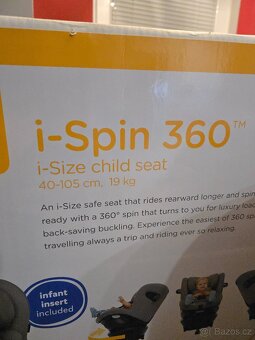 i-Spin 360™
i-Size child seat
40-105 cm, 19 kg
An i-Size safe seat that rides rearward longer and spin
ready with a 360° spin that turns to you for luxury load
back-saving buckling. Experience the easiest of 360 sp
travelling always a trip and riding ever so relaxing.
infant
insert
included
© Bazoš.cz